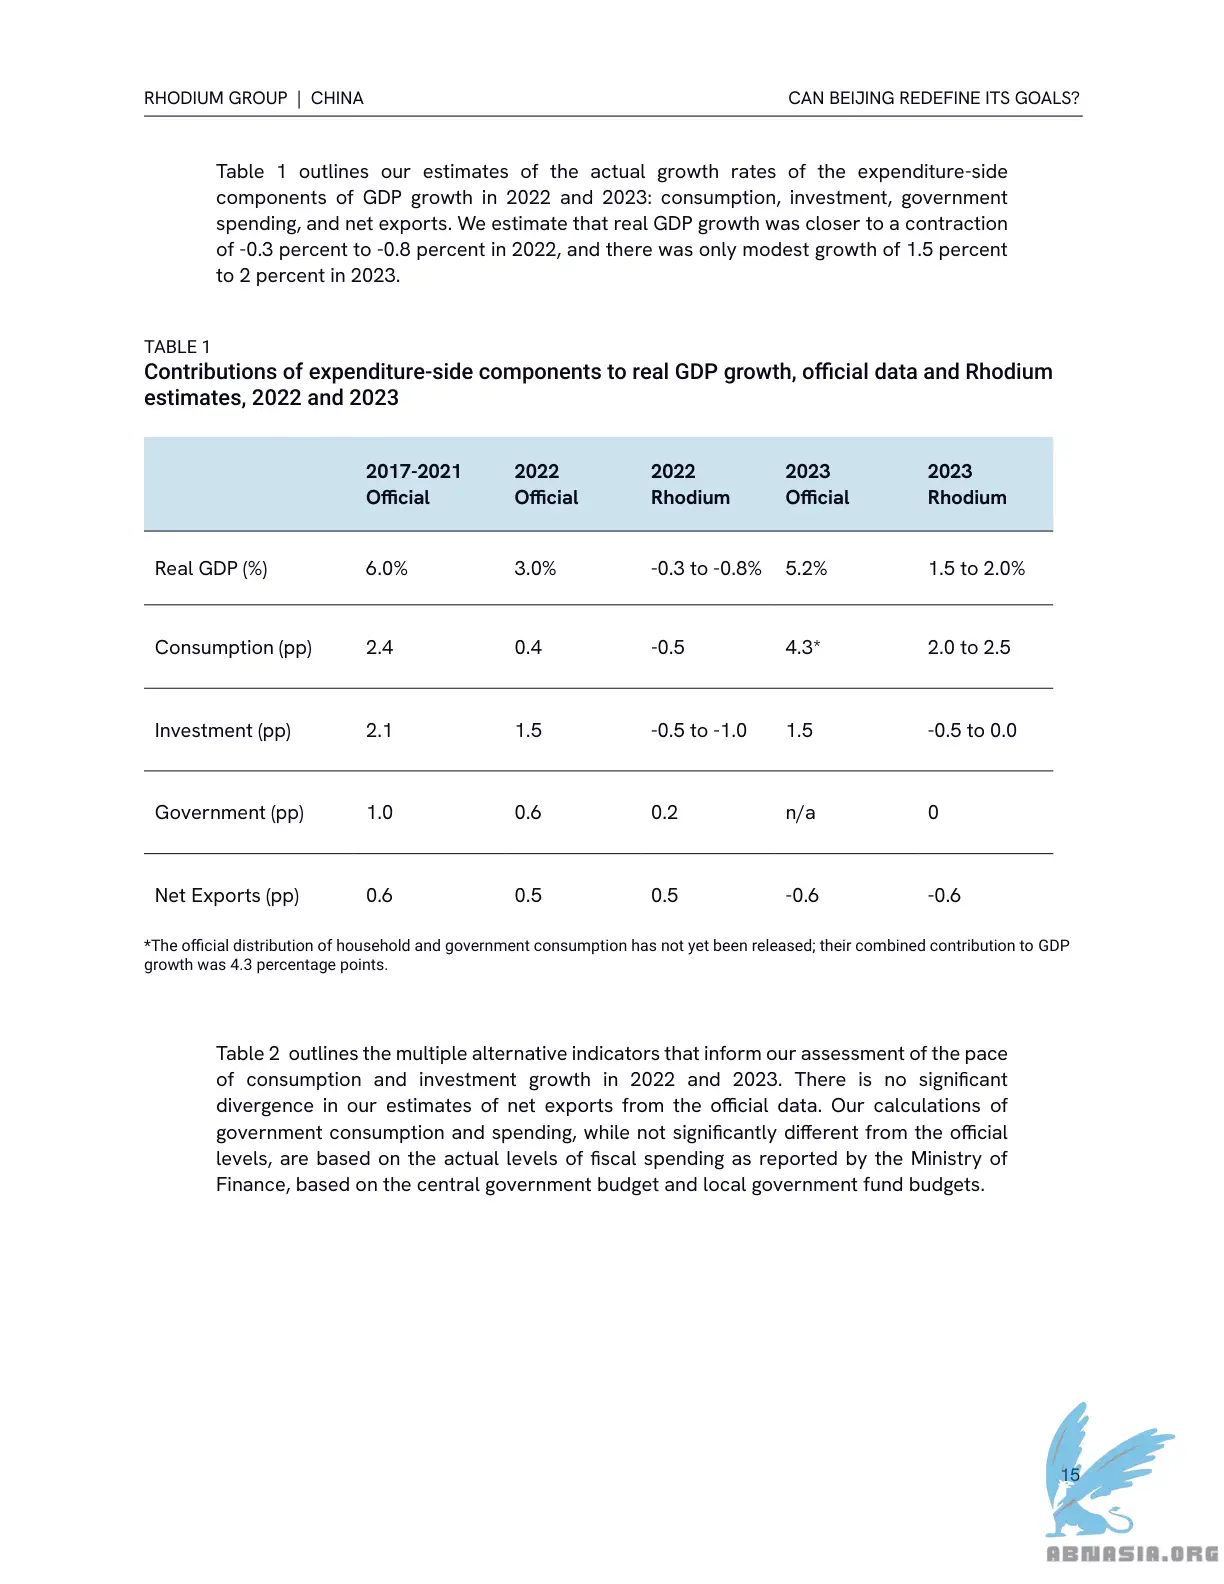 RHODIUM GROUP | CHINA
CAN BEIJING REDEFINE ITS GOALS?
Table 1 outlines our estimates of the actual growth rates of the expenditure-side
components of GDP growth in 2022 and 2023: consumption, investment, government
spending, and net exports. We estimate that real GDP growth was closer to a contraction
of -0.3 percent to -0.8 percent in 2022, and there was only modest growth of 1.5 percent
to 2 percent in 2023.
TABLE 1
Contributions of expenditure-side components to real GDP growth, official data and Rhodium
estimates, 2022 and 2023
2017-2021 Official 2022 Official 2022 Rhodium 2023 Official 2023 Rhodium
Real GDP (%) 6.0% 3.0% -0.3 to -0.8% 5.2% 1.5 to 2.0%
Consumption (pp) 2.4 0.4 -0.5 4.3* 2.0 to 2.5
Investment (pp) 2.1 1.5 -0.5 to -1.0 1.5 -0.5 to 0.0
Government (pp) 1.0 0.6 0.2 n/a 0
Net Exports (pp) 0.6 0.5 0.5 -0.6 -0.6
*The official distribution of household and government consumption has not yet been released; their combined contribution to GDP
growth was 4.3 percentage points.
Table 2 outlines the multiple alternative indicators that inform our assessment of the pace
of consumption and investment growth in 2022 and 2023. There is no significant
divergence in our estimates of net exports from the official data. Our calculations of
government consumption and spending, while not significantly different from the official
levels, are based on the actual levels of fiscal spending as reported by the Ministry of
Finance, based on the central government budget and local government fund budgets.
15
ABNASIA.ORG